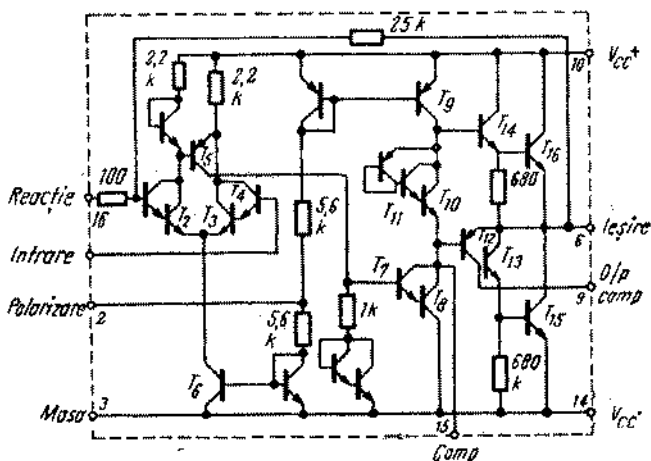 25 k
2,2
k
2,2
k
10
Vcc+
T9
T14
T5
T16
Reacție
100
16
T2
T3
T4
5,6
k
T11
T10
680
6
Ieșire
Intrare
T12
T13
O/p
comp
9
T7
T8
Polarizare
2
5,6
k
1k
T15
T6
680
k
Masa
3
14
Vcc-
15
Comp